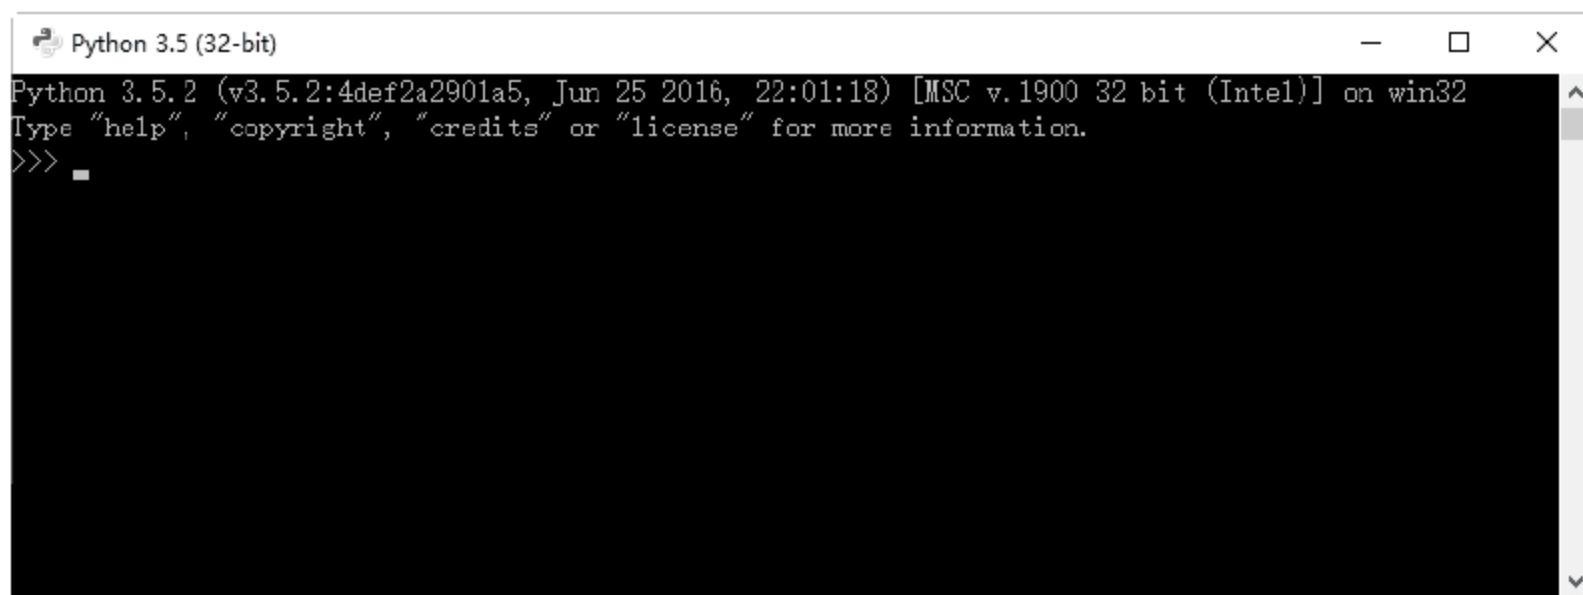 Python 3.5 (32-bit)
Python 3.5.2 (v3.5.2:4def2a2901a5, Jun 25 2016, 22:01:18) [MSC v.1900 32 bit (Intel)] on win32
Type "help", "copyright", "credits" or "license" for more information.
>>>